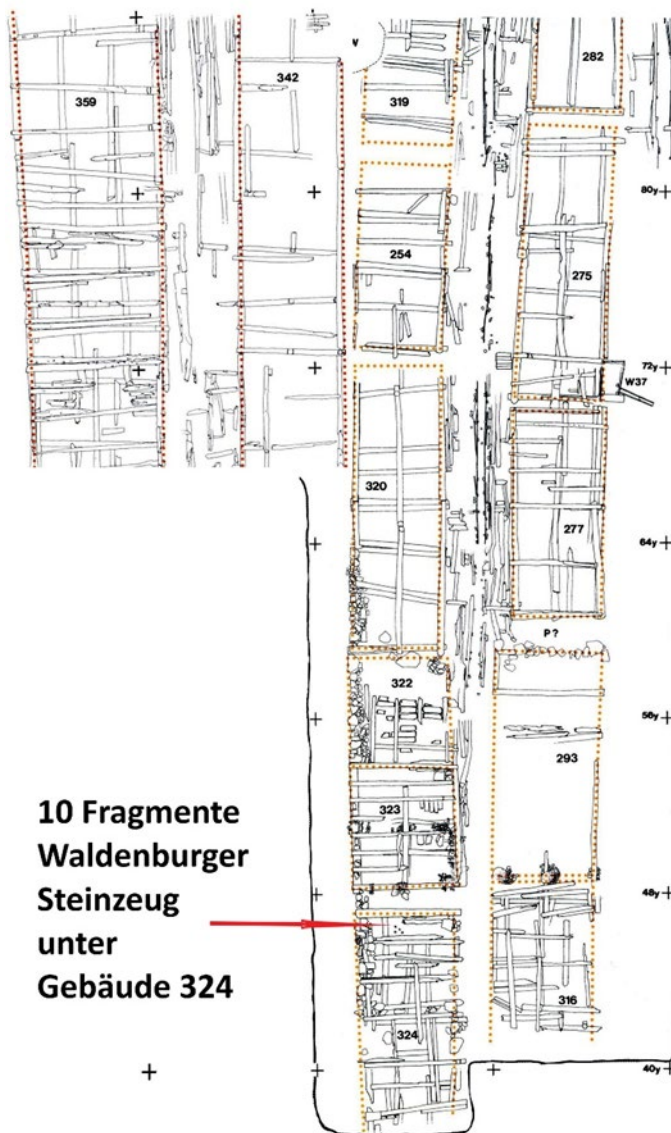 282
359
342
V
319
80y
254
275
72y
W37
320
277
64y
P?
322
56y
293
323
10 Fragmente
Waldenburger
Steinzeug
unter
Gebäude 324
48y
316
324
40y